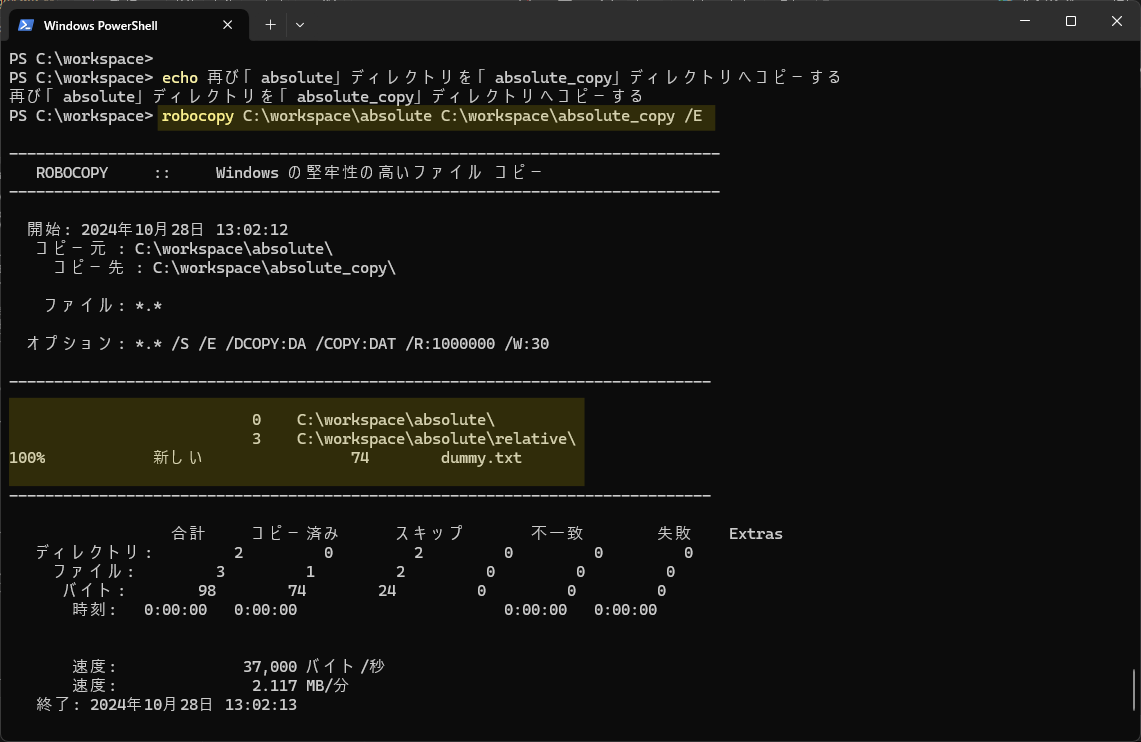 Windows PowerShell
PS C:\workspace>
PS C:\workspace> echo 再び「 absolute」ディレクトリを「 absolute_copy」ディレクトリへコピーする
再び「 absolute」ディレクトリを「 absolute_copy」ディレクトリへコピーする
PS C:\workspace> robocopy C:\workspace\absolute C:\workspace\absolute_copy /E
-------------------------------------------------------------------------------
ROBOCOPY :: Windows の堅牢性の高いファイル コピー
-------------------------------------------------------------------------------
開始: 2024年10月28日 13:02:12
コピー元 : C:\workspace\absolute\
コピー先 : C:\workspace\absolute_copy\
ファイル: *.*
オプション: *.* /S /E /DCOPY:DA /COPY:DAT /R:1000000 /W:30
------------------------------------------------------------------------------
0 C:\workspace\absolute\
3 C:\workspace\absolute\relative\
100% 新しい 74 dummy.txt
------------------------------------------------------------------------------
合計 コピー済み スキップ 不一致 失敗 Extras
ディレクトリ: 2 0 2 0 0 0
ファイル: 3 1 2 0 0 0
バイト: 98 74 24 0 0 0
時刻: 0:00:00 0:00:00 0:00:00 0:00:00
速度: 37,000 バイト/秒
速度: 2.117 MB/分
終了: 2024年10月28日 13:02:13